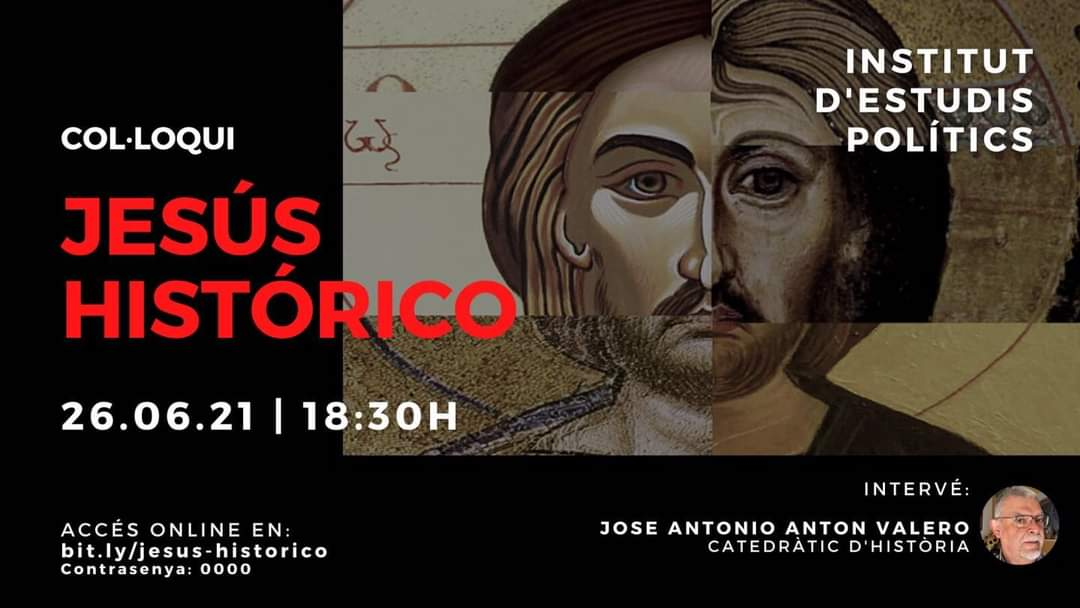 COL·LOQUI
JESÚS
HISTÓRICO
26.06.21 | 18:30H
INSTITUT
D'ESTUDIS
POLÍTICS
INTERVÉ:
JOSE ANTONIO ANTON VALERO
CATEDRÀTIC D'HISTÒRIA
ACCÉS ONLINE EN:
bit.ly/jesus-historico
Contrasenya: 0000